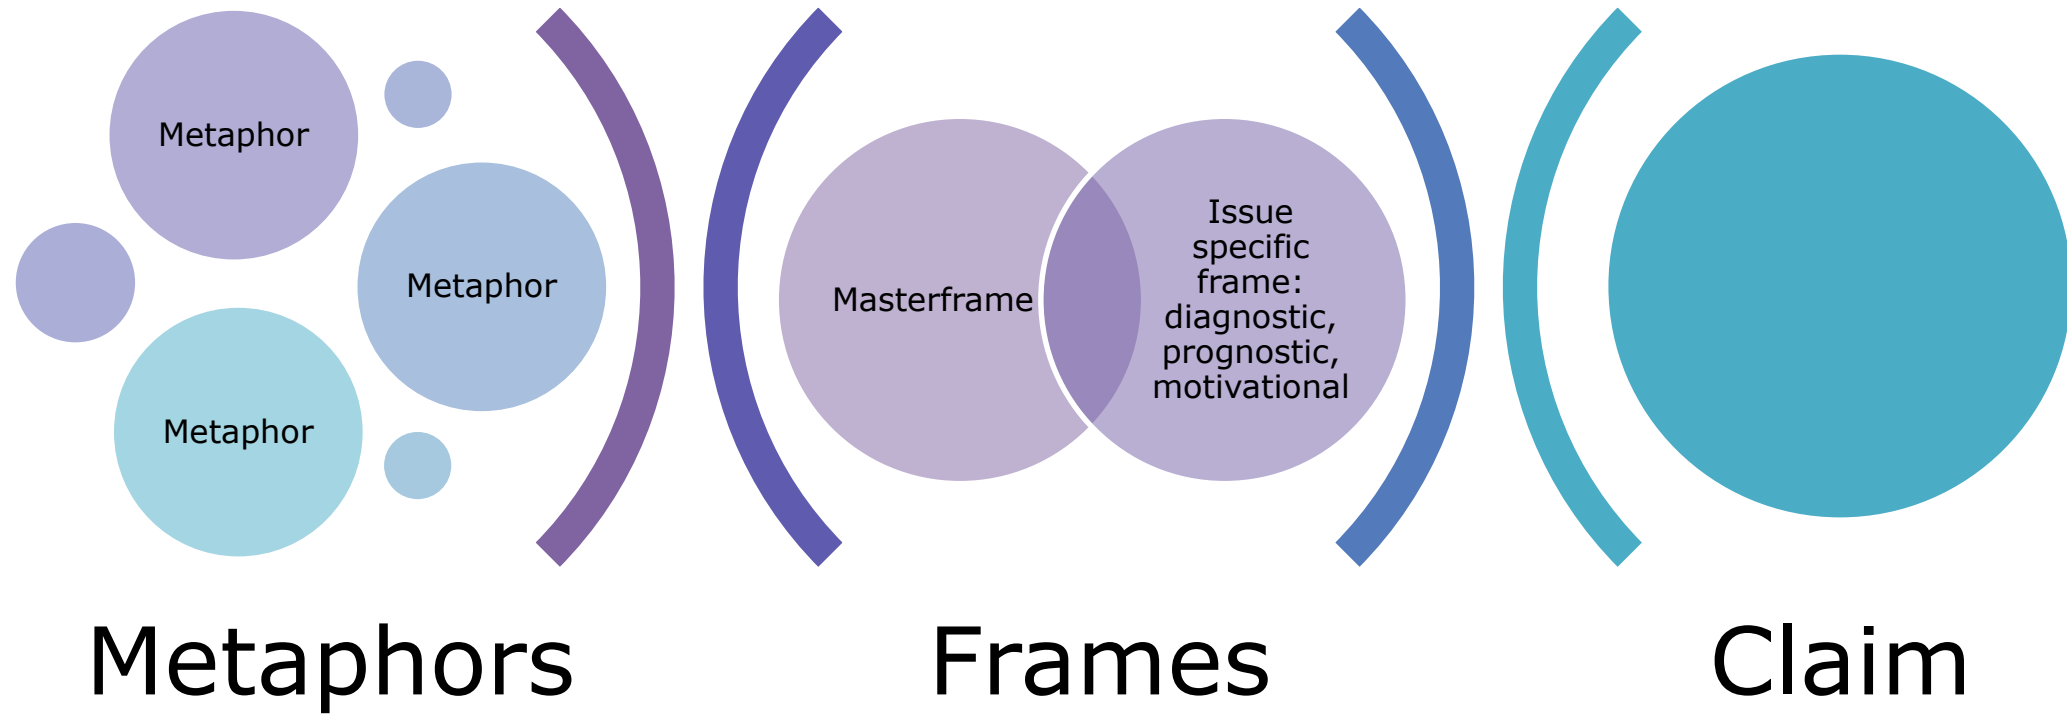 Metaphor
Metaphor
Metaphor
Masterframe
Issue
specific
frame:
diagnostic,
prognostic,
motivational
Metaphors
Frames
Claim